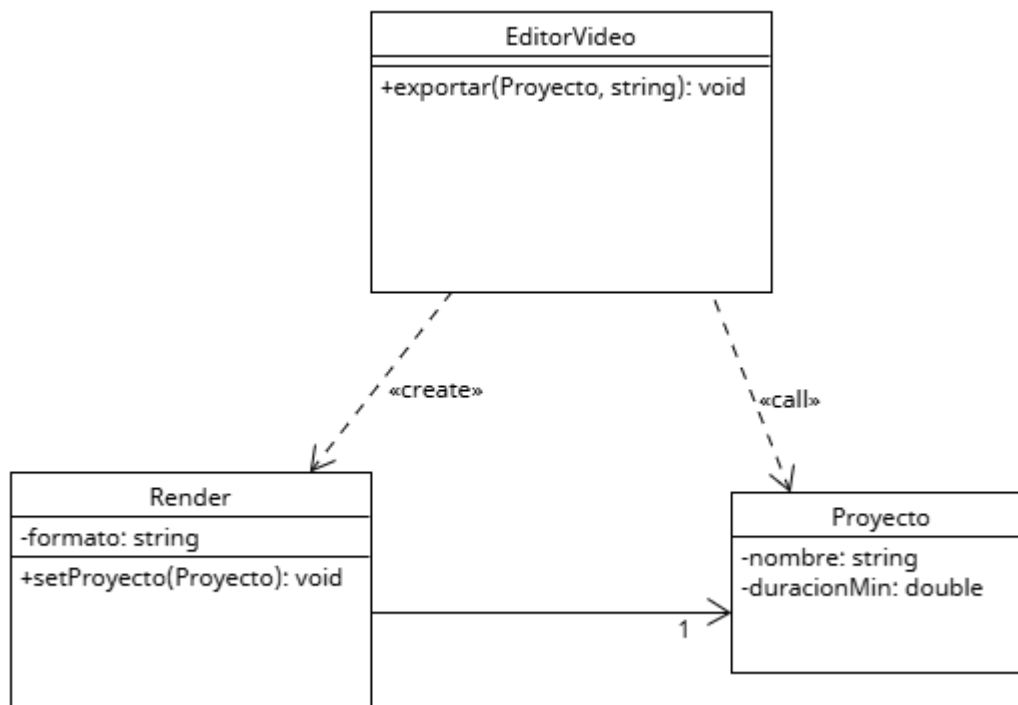 EditorVideo
+exportar(Proyecto, string): void
«create»
«call»
Render
-formato: string
+setProyecto(Proyecto): void
1
Proyecto
-nombre: string
-duracionMin: double